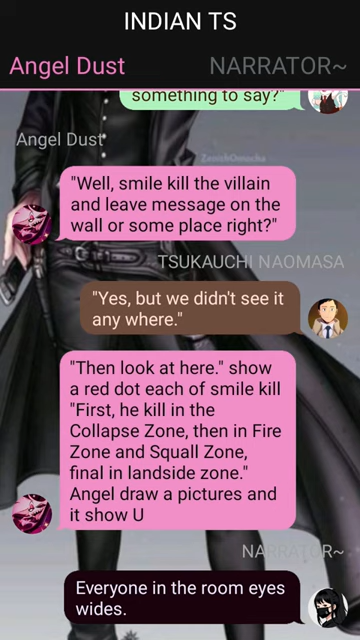 INDIAN TS
Angel Dust NARRATOR~
something to say?"
Angel Dust
ZenithOmocha
"Well, smile kill the villain
and leave message on the
wall or some place right?"
TSUKAUCHI NAOMASA
"Yes, but we didn't see it
any where."
"Then look at here." show
a red dot each of smile kill
"First, he kill in the
Collapse Zone, then in Fire
Zone and Squall Zone,
final in landside zone."
Angel draw a pictures and
it show U
NARRATOR~
Everyone in the room eyes
wides.